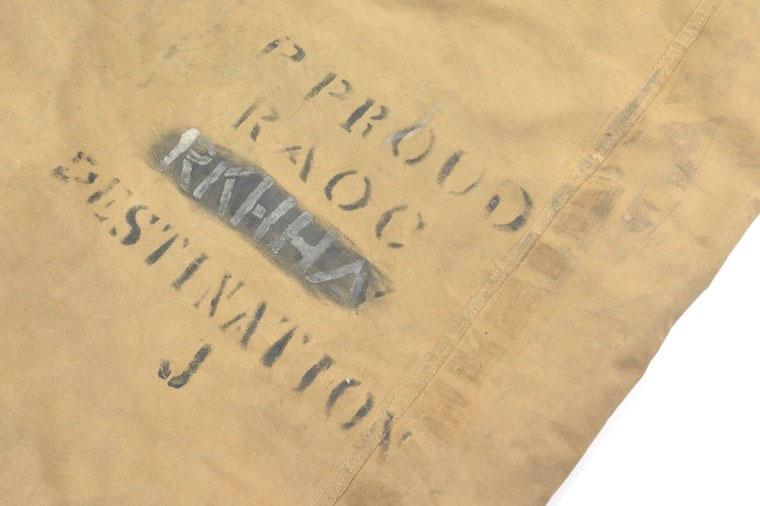 P PROUD
RAOC
RKHHA
DESTINATION
J